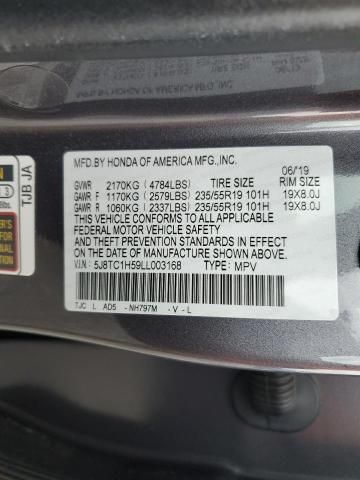 MFD.BY HONDA OF AMERICA MFG.,INC.
06/19
GVWR 2170KG (4784LBS) TIRE SIZE RIM SIZE
GAWR F 1170KG (2579LBS) 235/55R19 101H 19X8.0J
GAWR R 1060KG (2337LBS) 235/55R19 101H 19X8.0J
THIS VEHICLE CONFORMS TO ALL APPLICABLE
FEDERAL MOTOR VEHICLE SAFETY
AND THEFT PREVENTION STANDARDS IN EFFECT
ON THE DATE OF MANUFACTURE SHOWN ABOVE.
V.I.N: 5J8TC1H59LL003168 TYPE: MPV
TJC L AD5 - NH797M - V - L
TJB JA